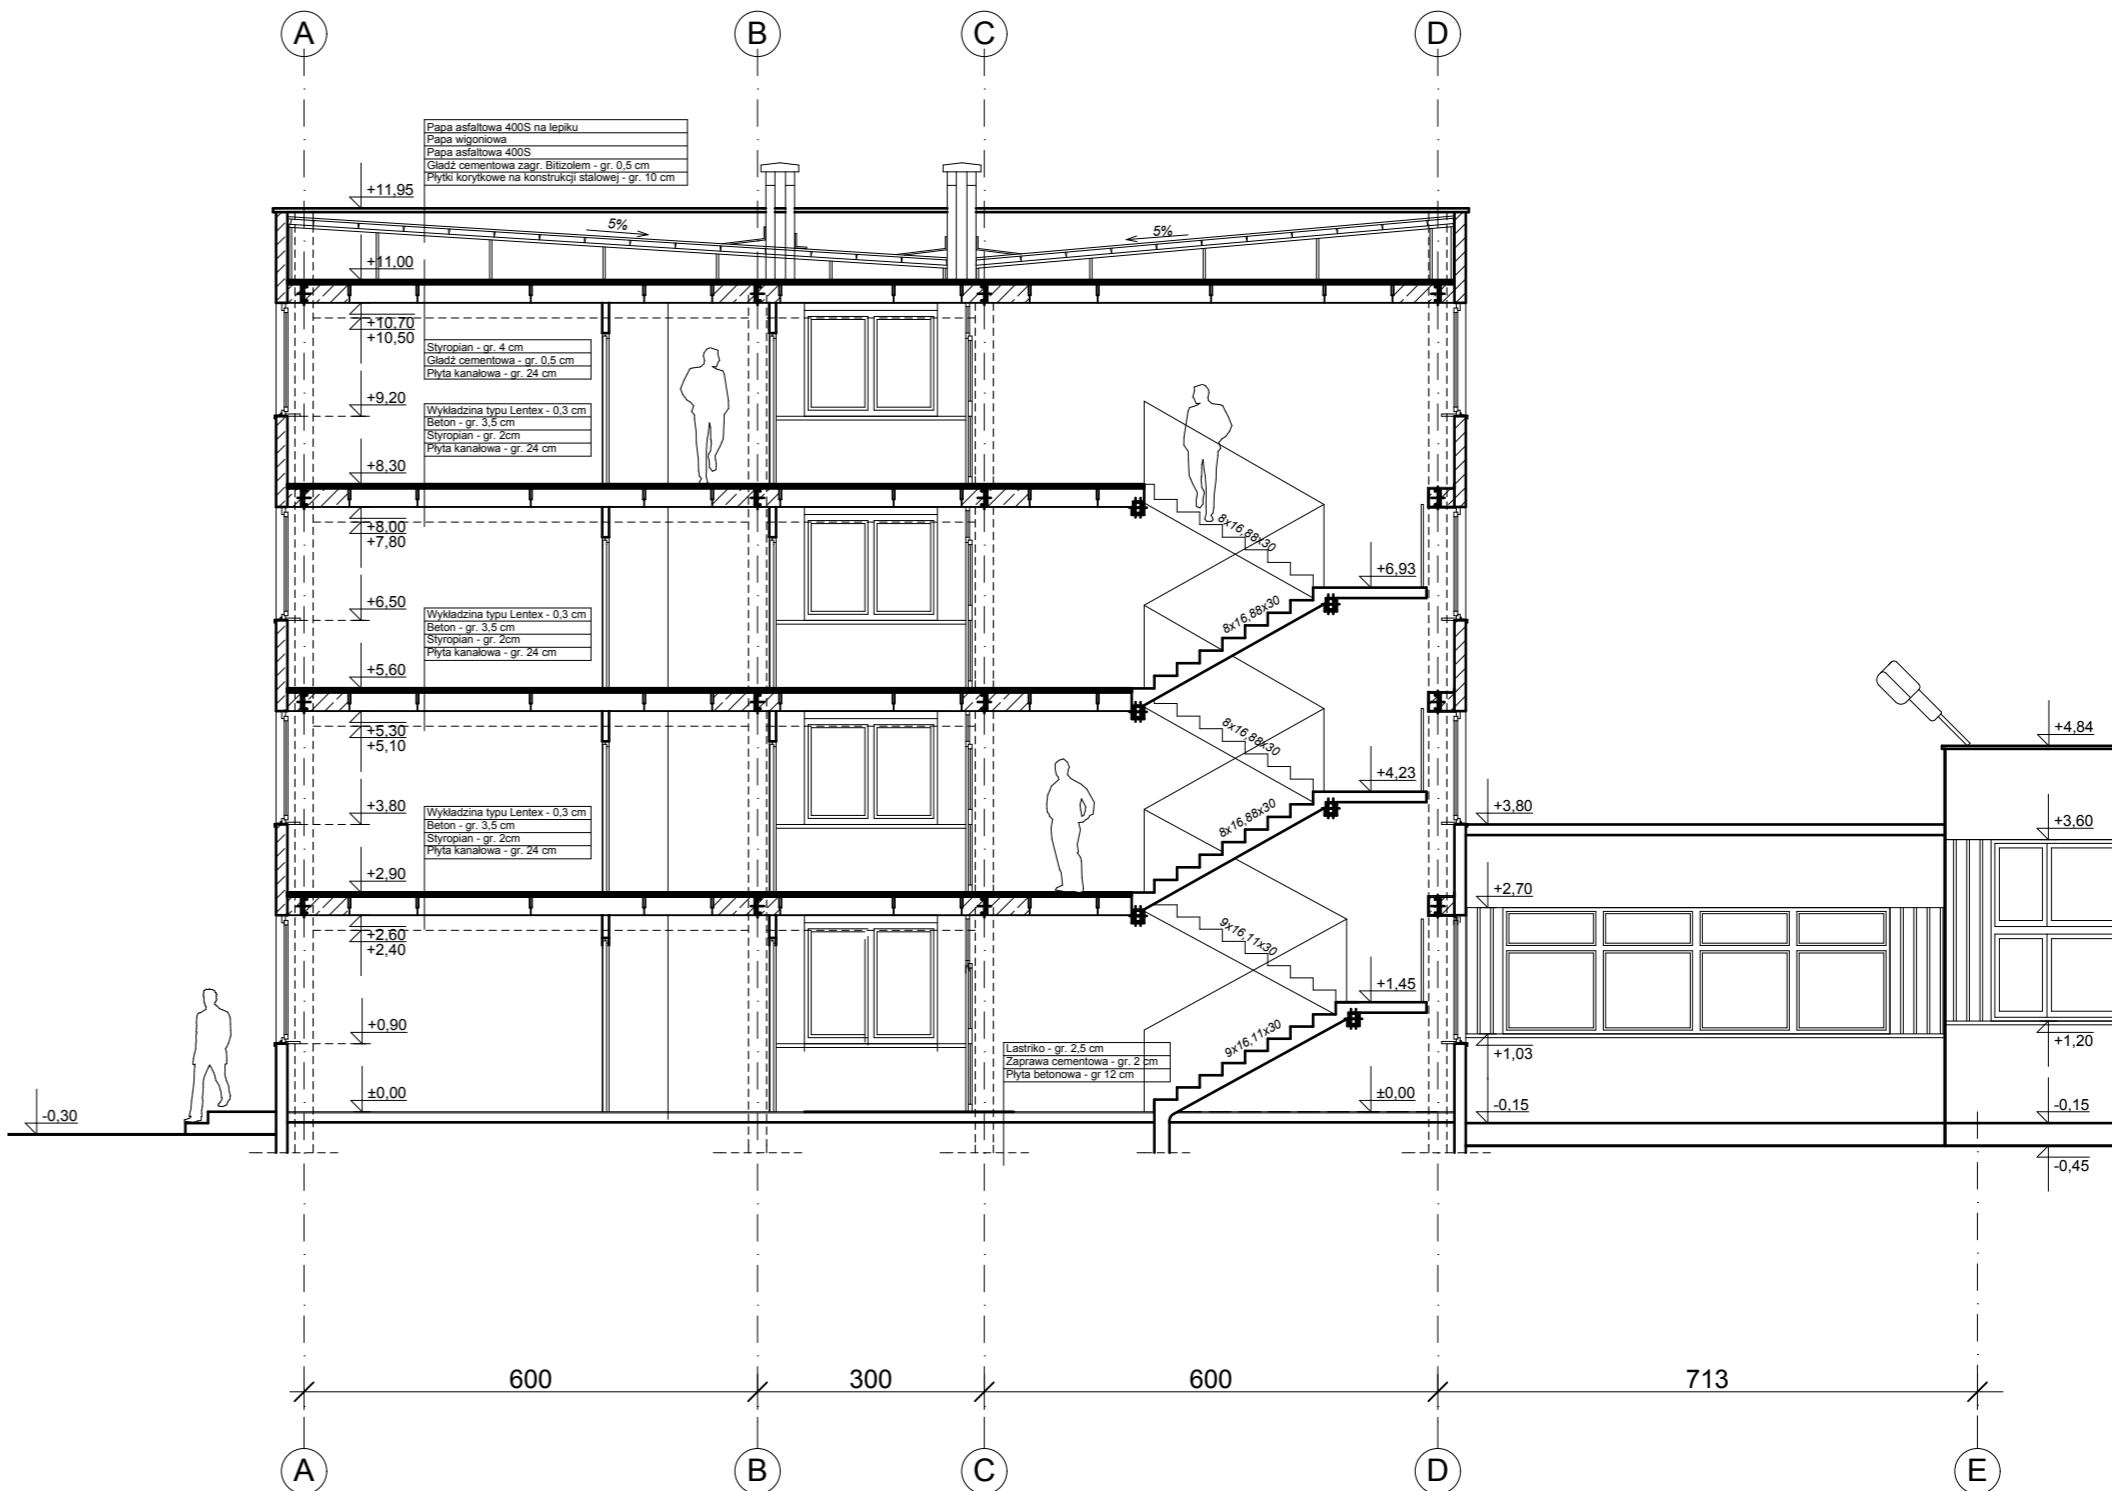 A
B
C
D
Papa asfaltowa 400S na lepiku
Papa wigoniowa
Papa asfaltowa 400S
Gładź cementowa zagr. Bitizolem - gr. 0,5 cm
Płytki korytkowe na konstrukcji stalowej - gr. 10 cm
+11,95
5%
5%
+11,00
+10,70
+10,50
Styropian - gr. 4 cm
Gładź cementowa - gr. 0,5 cm
Płyta kanałowa - gr. 24 cm
+9,20
Wykładzina typu Lentex - 0,3 cm
Beton - gr. 3,5 cm
Styropian - gr. 2cm
Płyta kanałowa - gr. 24 cm
+8,30
8x16,88x30
+8,00
+7,80
+6,93
+6,50
8x16,88x30
Wykładzina typu Lentex - 0,3 cm
Beton - gr. 3,5 cm
Styropian - gr. 2cm
Płyta kanałowa - gr. 24 cm
+5,60
+5,30
+5,10
8x16,88x30
+4,84
+4,23
+3,80
8x16,88x30
+3,80
+3,60
Wykładzina typu Lentex - 0,3 cm
Beton - gr. 3,5 cm
Styropian - gr. 2cm
Płyta kanałowa - gr. 24 cm
+2,90
+2,70
+2,60
+2,40
9x16,11x30
+1,45
+0,90
9x16,11x30
+1,03
+1,20
Lastriko - gr. 2,5 cm
Zaprawa cementowa - gr. 2 cm
Płyta betonowa - gr 12 cm
±0,00
±0,00
-0,30
-0,15
-0,15
-0,45
600
300
600
713
A
B
C
D
E